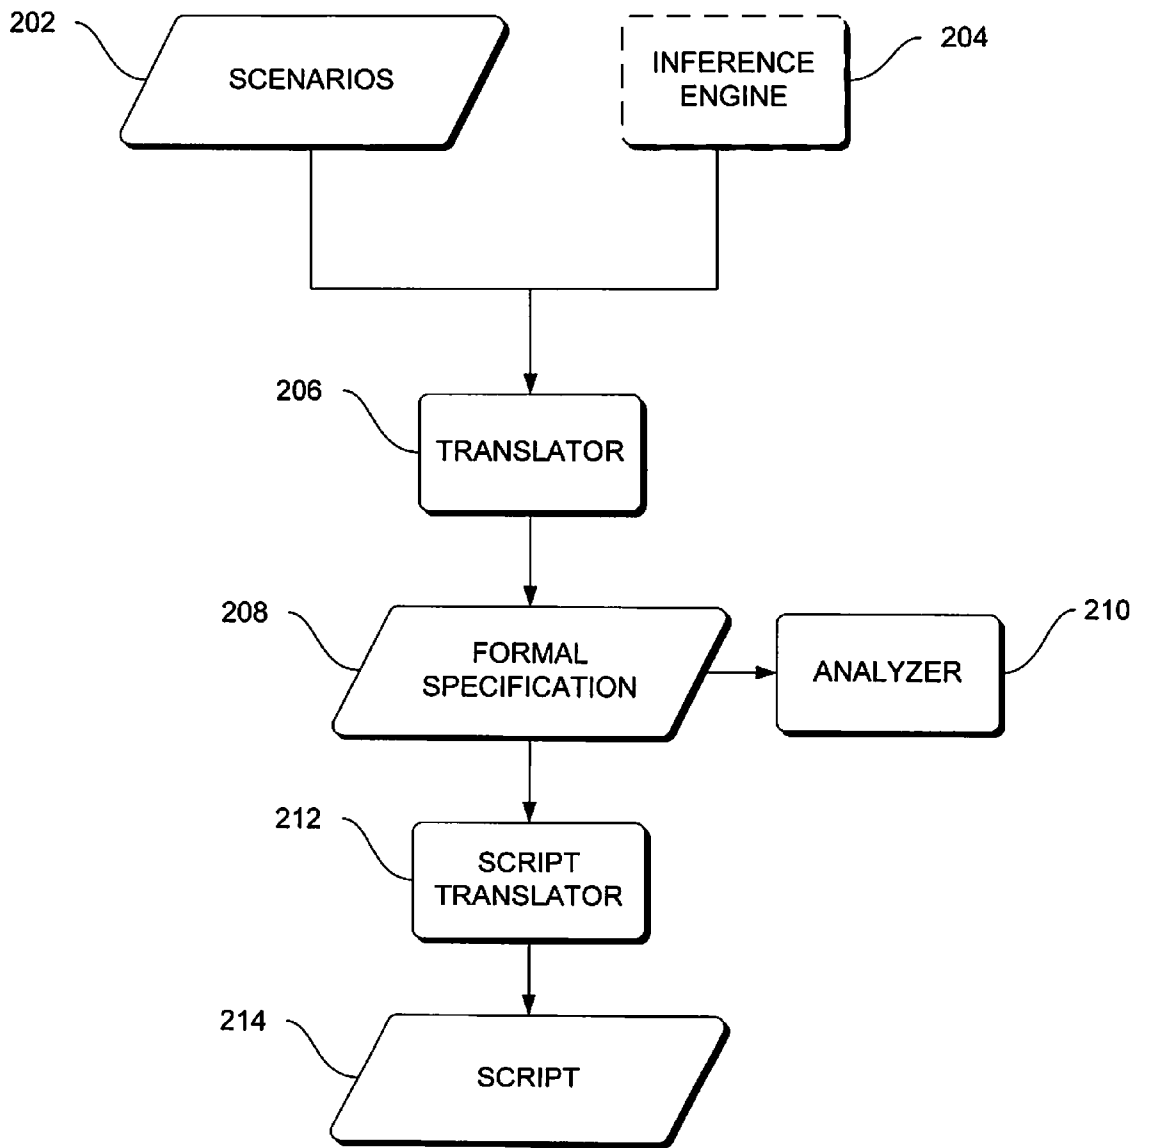 202
SCENARIOS
INFERENCE
ENGINE
204
206
TRANSLATOR
208
FORMAL
SPECIFICATION
ANALYZER
210
212
SCRIPT
TRANSLATOR
214
SCRIPT